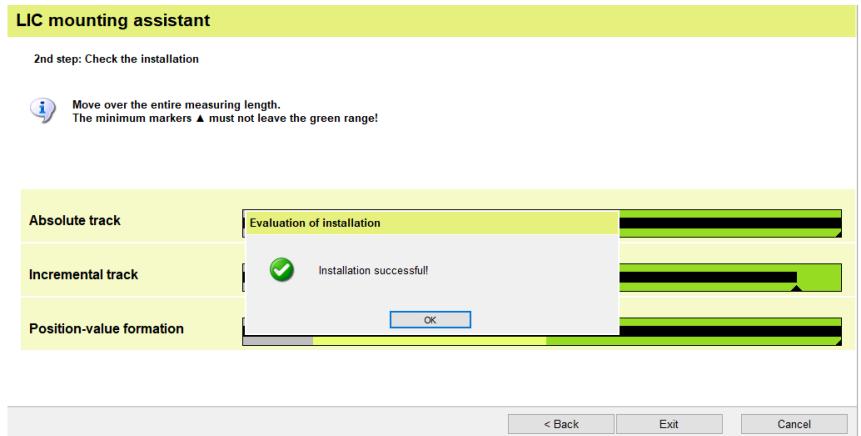 LIC mounting assistant
2nd step: Check the installation
Move over the entire measuring length.
The minimum markers ▲ must not leave the green range!
Absolute track
Evaluation of installation
Installation successful!
Incremental track
OK
Position-value formation
< Back
Exit
Cancel